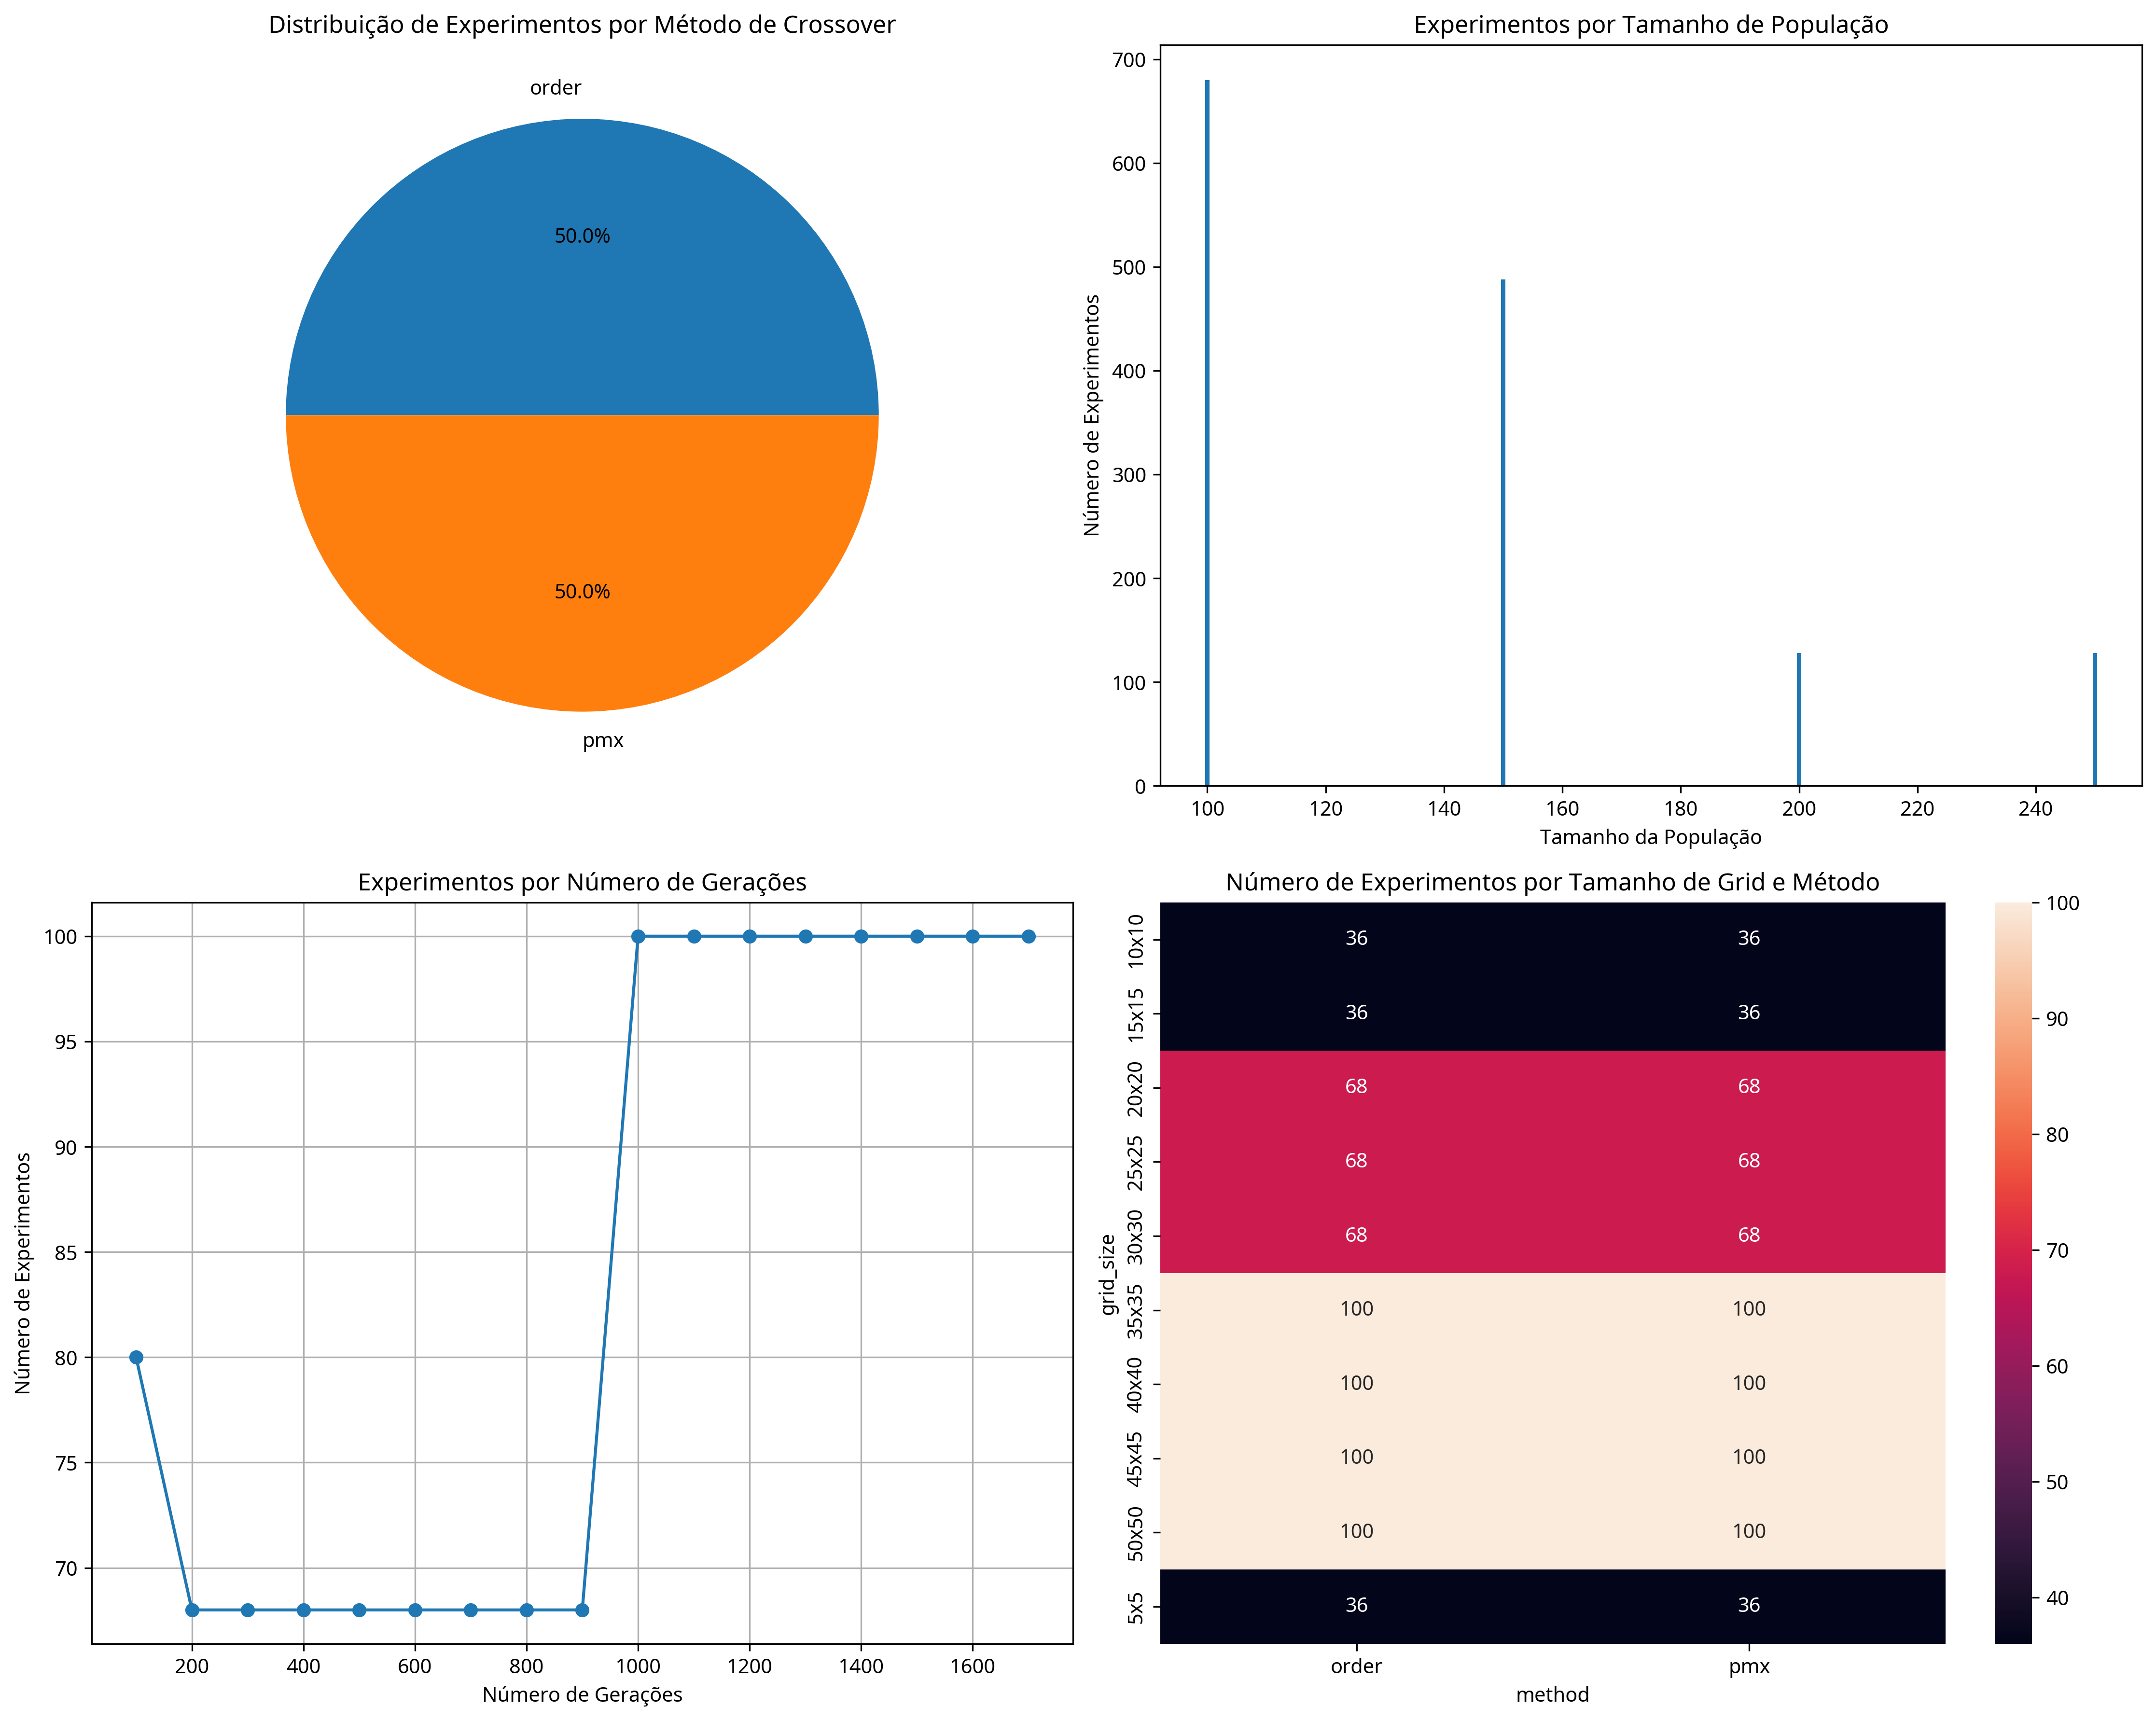 Distribuição de Experimentos por Método de Crossover
order
50.0%
50.0%
pmx
Experimentos por Tamanho de População
700
600
500
400
300
200
100
0
Número de Experimentos
100 120 140 160 180 200 220 240
Tamanho da População
Experimentos por Número de Gerações
100
95
90
85
80
75
70
Número de Experimentos
200 400 600 800 1000 1200 1400 1600
Número de Gerações
Número de Experimentos por Tamanho de Grid e Método
grid_size
10x10 36 36
15x15 36 36
20x20 68 68
25x25 68 68
30x30 68 68
35x35 100 100
40x40 100 100
45x45 100 100
50x50 100 100
5x5 36 36
order pmx
method
100
90
80
70
60
50
40